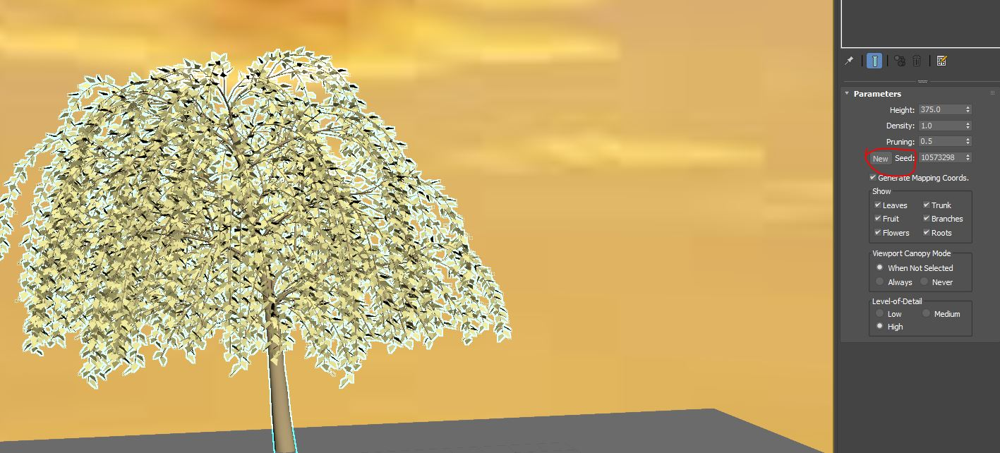 Parameters
Height: 375.0
Density: 1.0
Pruning: 0.5
New Seed: 10573298
Generate Mapping Coords.
Show
Leaves Trunk
Fruit Branches
Flowers Roots
Viewport Canopy Mode
When Not Selected
Always Never
Level-of-Detail
Low Medium
High